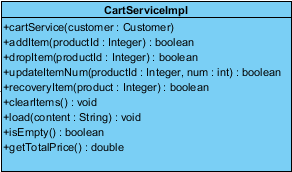 CartServiceImpl
+cartService(customer : Customer)
+addItem(productId : Integer) : boolean
+dropItem(productId : Integer) : boolean
+updateItemNum(productId : Integer, num : int) : boolean
+recoveryItem(product : Integer) : boolean
+clearItems() : void
+load(content : String) : void
+isEmpty() : boolean
+getTotalPrice() : double